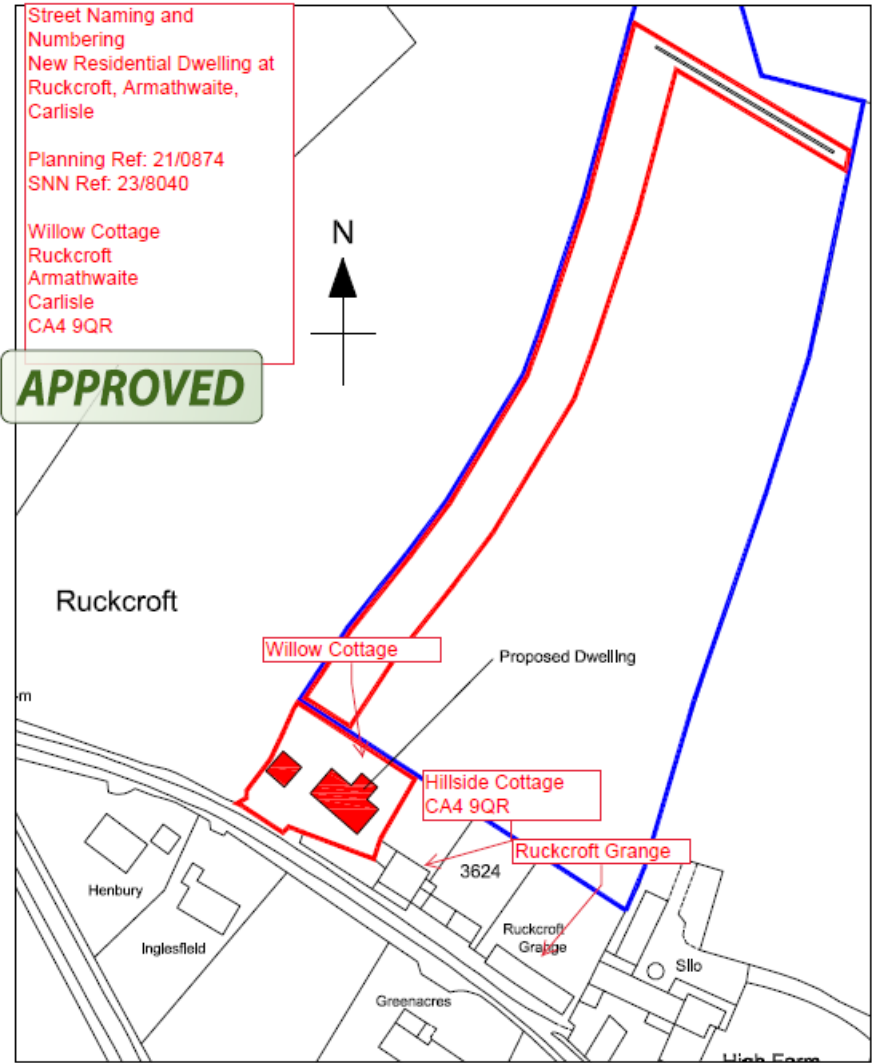 Street Naming and
Numbering
New Residential Dwelling at
Ruckcroft, Armathwaite,
Carlisle
Planning Ref: 21/0874
SNN Ref: 23/8040
Willow Cottage
Ruckcroft
Armathwaite
Carlisle
CA4 9QR
APPROVED
N
Ruckcroft
Willow Cottage
Proposed Dwelling
-m
Hillside Cottage
CA4 9QR
Ruckcroft Grange
3624
Henbury
Inglesfield
Ruckcroft
Grange
Silo
Greenacres
High Farm